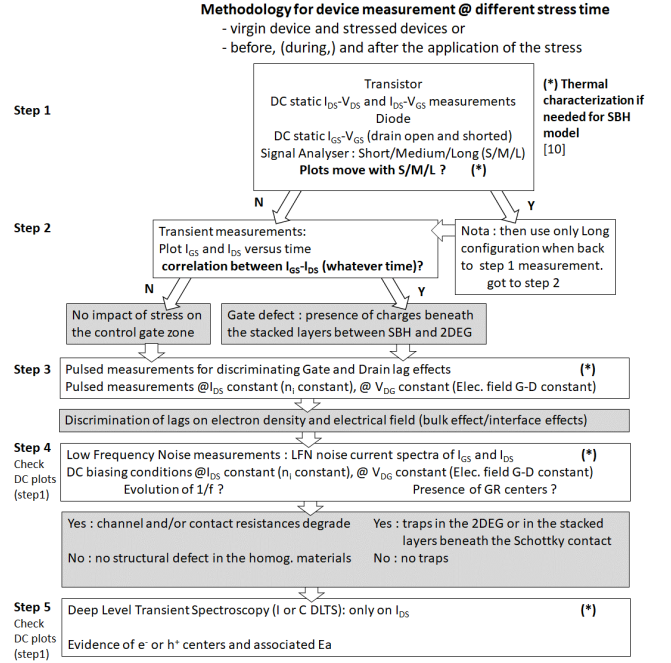 Methodology for device measurement @ different stress time
- virgin device and stressed devices or
- before, (during,) and after the application of the stress
Step 1
Transistor
DC static IDS-VDS and IDS-VGS measurements
Diode
DC static IGS-VGS (drain open and shorted)
Signal Analyser : Short/Medium/Long (S/M/L)
Plots move with S/M/L ? (*)
(*) Thermal
characterization if
needed for SBH
model
[10]
N
Y
Step 2
Transient measurements:
Plot IGS and IDS versus time
correlation between IGS-IDS (whatever time)?
Nota : then use only Long
configuration when back
to step 1 measurement.
got to step 2
N
Y
No impact of stress on
the control gate zone
Gate defect : presence of charges beneath
the stacked layers between SBH and 2DEG
Step 3
Pulsed measurements for discriminating Gate and Drain lag effects (*)
Pulsed measurements @IDS constant (ni constant), @ VDG constant (Elec. field G-D constant)
Discrimination of lags on electron density and electrical field (bulk effect/interface effects)
Step 4
Check
DC plots
(step1)
Low Frequency Noise measurements : LFN noise current spectra of IGS and IDS (*)
DC biasing conditions @IDS constant (ni constant), @ VDG constant (Elec. field G-D constant)
Evolution of 1/f ? Presence of GR centers ?
Yes : channel and/or contact resistances degrade
No : no structural defect in the homog. materials
Yes : traps in the 2DEG or in the stacked
layers beneath the Schottky contact
No : no traps
Step 5
Check
DC plots
(step1)
Deep Level Transient Spectroscopy (I or C DLTS): only on IDS (*)
Evidence of e- or h+ centers and associated Ea